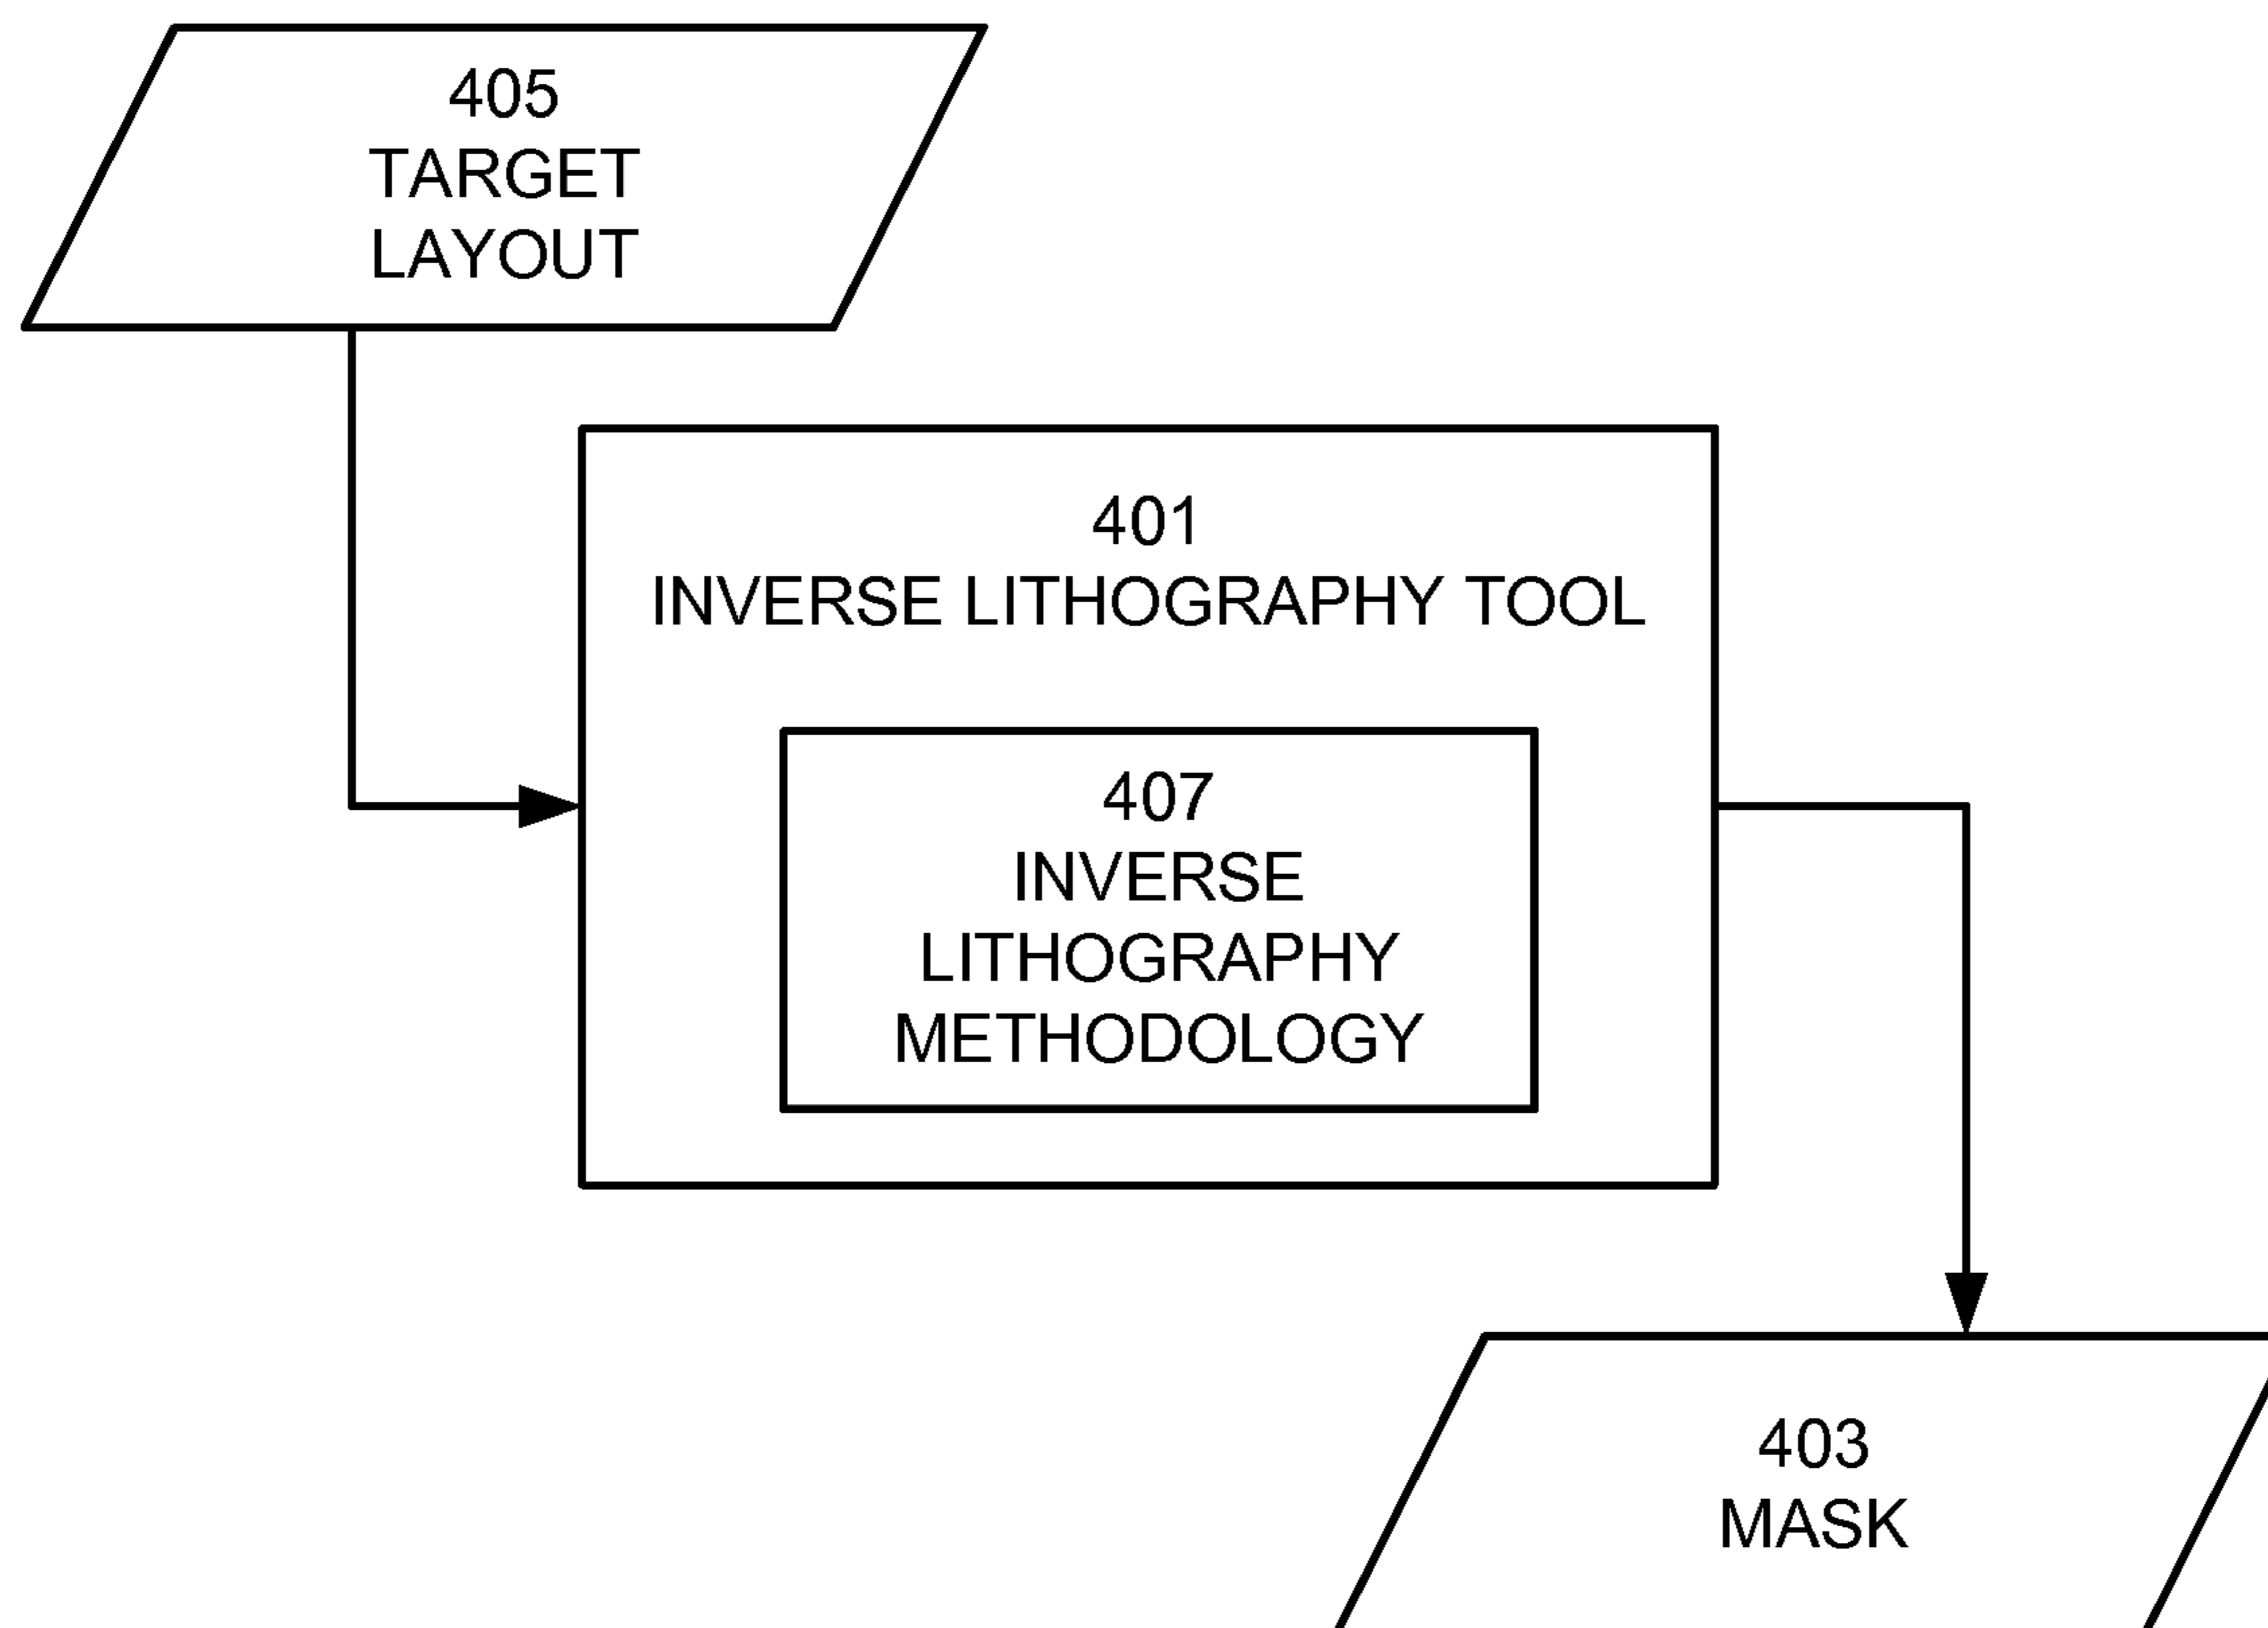 405
TARGET
LAYOUT
401
INVERSE LITHOGRAPHY TOOL
407
INVERSE
LITHOGRAPHY
METHODOLOGY
403
MASK